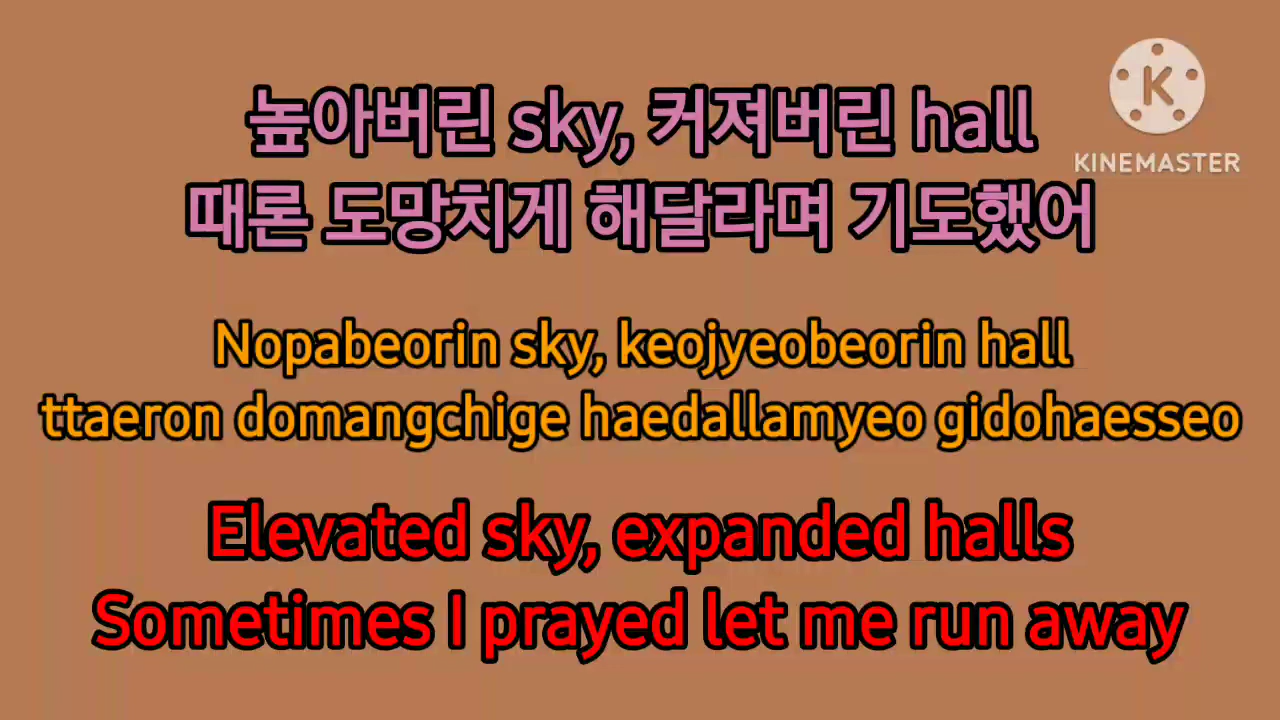 높아버린 sky, 커져버린 hall
때론 도망치게 해달라며 기도했어
K
KINEMASTER
Nopabeorin sky, keojyeobeorin hall
ttaeron domangchige haedallamyeo gidohaesseo
Elevated sky, expanded halls
Sometimes I prayed let me run away